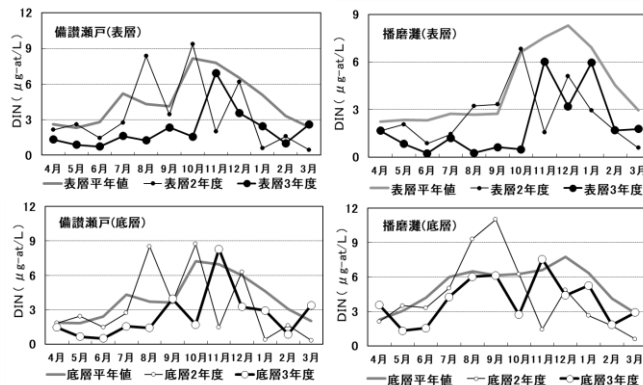 備讃瀬戸(表層)
DIN ( μg-at/L)
12
9
6
3
0
4月 5月 6月 7月 8月 9月 10月 11月 12月 1月 2月 3月
表層平年値 表層2年度 表層3年度
播磨灘(表層)
DIN ( μg-at/L)
9
6
3
0
4月 5月 6月 7月 8月 9月 10月 11月 12月 1月 2月 3月
表層平年値 表層2年度 表層3年度
備讃瀬戸(底層)
DIN ( μg-at/L)
12
9
6
3
0
4月 5月 6月 7月 8月 9月 10月 11月 12月 1月 2月 3月
底層平年値 底層2年度 底層3年度
播磨灘(底層)
DIN ( μg-at/L)
12
9
6
3
0
4月 5月 6月 7月 8月 9月 10月 11月 12月 1月 2月 3月
底層平年値 底層2年度 底層3年度